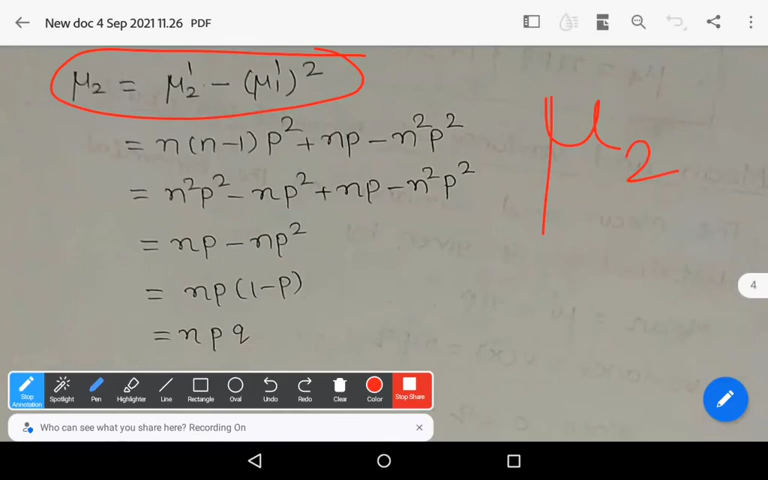 New doc 4 Sep 2021 11.26 PDF
μ₂ = μ₂' − (μ₁')²
= n(n−1)p² + np − n²p²
= n²p² − np² + np − n²p²
= np − np²
= np(1−p)
= npq
μ₂
4
Stop Annotation
Spotlight
Pen
Highlighter
Line
Rectangle
Oval
Undo
Redo
Clear
Color
Stop Share
Who can see what you share here? Recording On